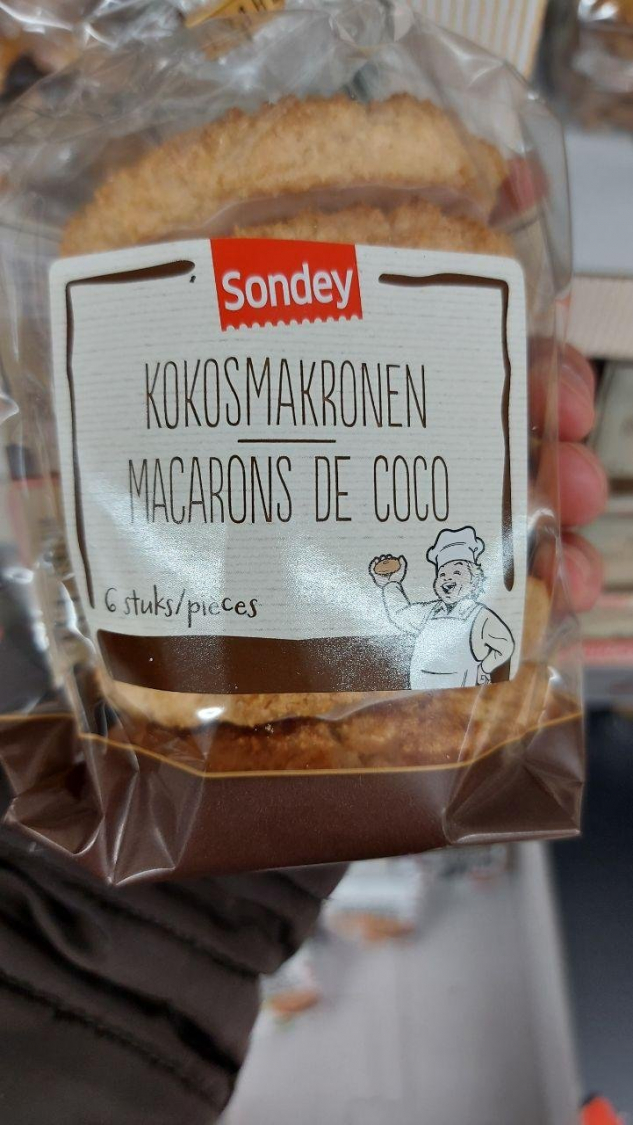 Sondey
KOKOSMAKRONEN
MACARONS DE COCO
6 stuks/pieces